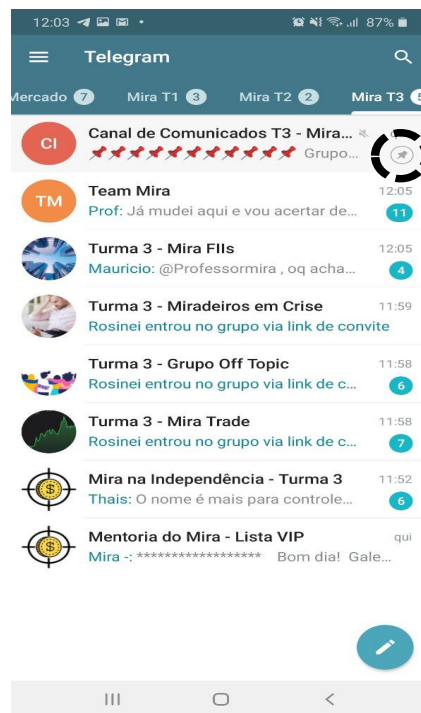 12:03 87%
Telegram
Mercado 7 Mira T1 3 Mira T2 2 Mira T3
CI Canal de Comunicados T3 - Mira...
📌📌📌📌📌📌📌📌📌📌 Grupo...
TM Team Mira 12:05
Prof: Já mudei aqui e vou acertar de... 11
Turma 3 - Mira FIIs 12:05
Mauricio: @Professormira , oq acha... 4
Turma 3 - Miradeiros em Crise 11:59
Rosinei entrou no grupo via link de convite
Turma 3 - Grupo Off Topic 11:58
Rosinei entrou no grupo via link de c... 6
Turma 3 - Mira Trade 11:58
Rosinei entrou no grupo via link de c... 7
Mira na Independência - Turma 3 11:52
Thais: O nome é mais para controle... 6
Mentoria do Mira - Lista VIP qui
Mira -: ****************** Bom dia! Gale...